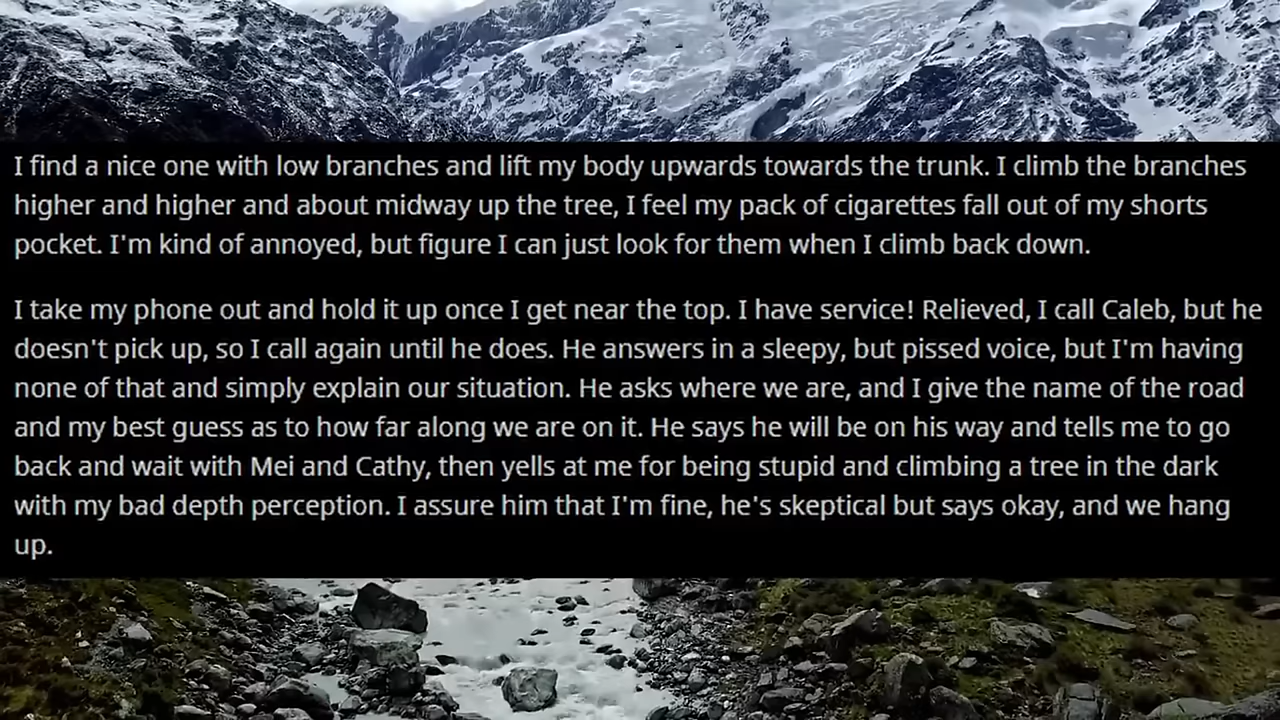 I find a nice one with low branches and lift my body upwards towards the trunk. I climb the branches
higher and higher and about midway up the tree, I feel my pack of cigarettes fall out of my shorts
pocket. I'm kind of annoyed, but figure I can just look for them when I climb back down.
I take my phone out and hold it up once I get near the top. I have service! Relieved, I call Caleb, but he
doesn't pick up, so I call again until he does. He answers in a sleepy, but pissed voice, but I'm having
none of that and simply explain our situation. He asks where we are, and I give the name of the road
and my best guess as to how far along we are on it. He says he will be on his way and tells me to go
back and wait with Mei and Cathy, then yells at me for being stupid and climbing a tree in the dark
with my bad depth perception. I assure him that I'm fine, he's skeptical but says okay, and we hang
up.